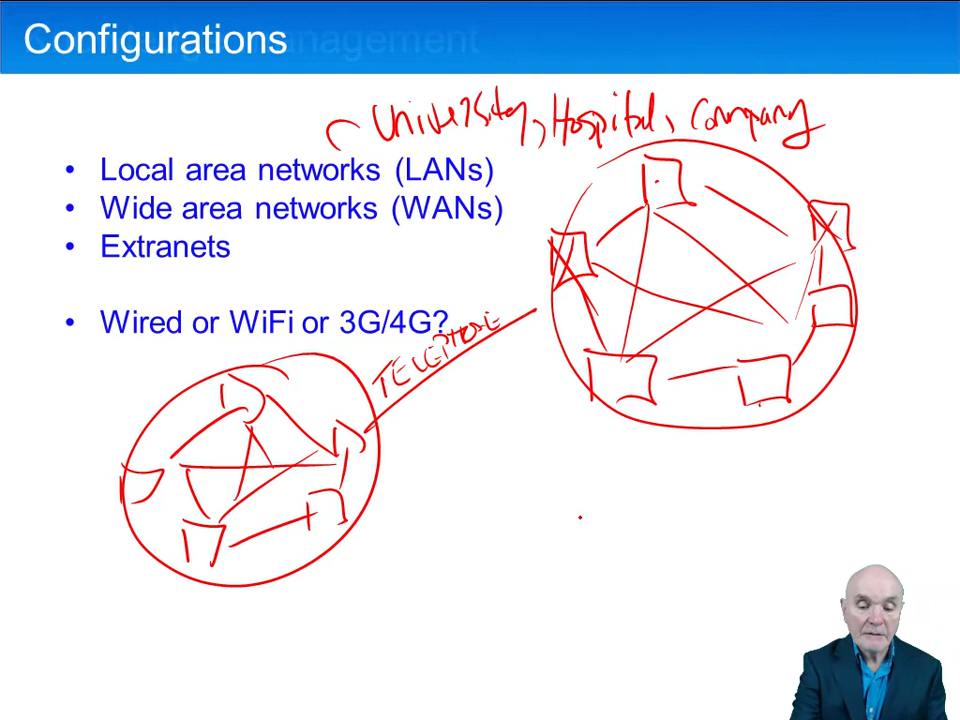 Configurations
University, Hospital, Company
• Local area networks (LANs)
• Wide area networks (WANs)
• Extranets
• Wired or WiFi or 3G/4G?